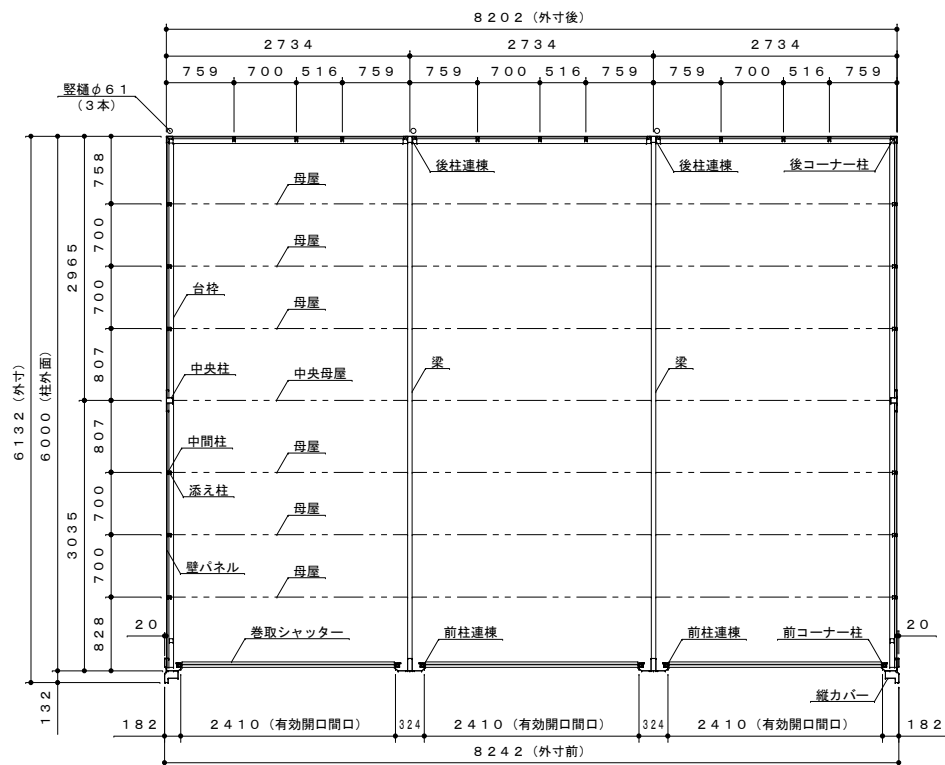 ８２０２（外寸後）
２７３４ ２７３４ ２７３４
７５９ ７００ ５１６ ７５９ ７５９ ７００ ５１６ ７５９ ７５９ ７００ ５１６ ７５９
竪樋φ６１
（３本）
後柱連棟 後柱連棟 後コーナー柱
母屋
母屋
台枠 母屋
中央柱 中央母屋 梁 梁
中間柱 母屋
添え柱
母屋
壁パネル
母屋
巻取シャッター 前柱連棟 前柱連棟 前コーナー柱
縦カバー
６１３２（外寸）
６０００（柱外面）
２９６５
３０３５
７５８
７００
７００
８０７
８０７
７００
７００
８２８
１３２
２０ ２０
１８２ ２４１０（有効開口間口） ３２４ ２４１０（有効開口間口） ３２４ ２４１０（有効開口間口） １８２
８２４２（外寸前）